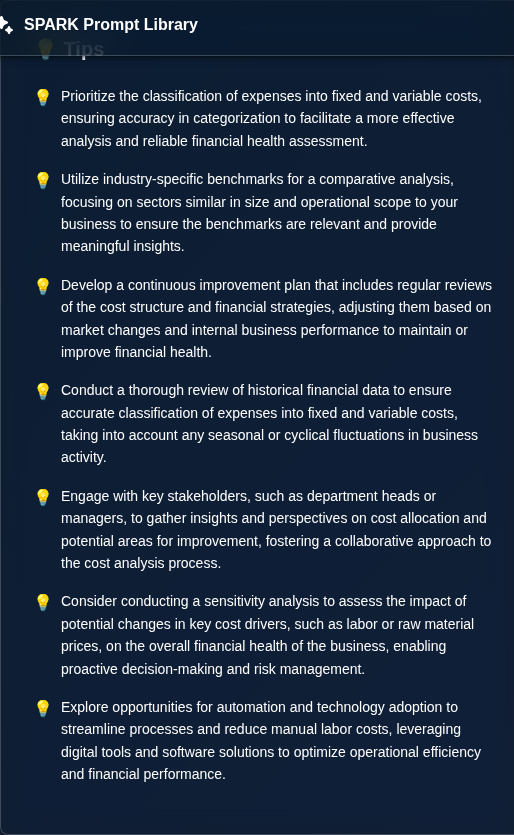 SPARK Prompt Library
Tips
Prioritize the classification of expenses into fixed and variable costs,
ensuring accuracy in categorization to facilitate a more effective
analysis and reliable financial health assessment.
Utilize industry-specific benchmarks for a comparative analysis,
focusing on sectors similar in size and operational scope to your
business to ensure the benchmarks are relevant and provide
meaningful insights.
Develop a continuous improvement plan that includes regular reviews
of the cost structure and financial strategies, adjusting them based on
market changes and internal business performance to maintain or
improve financial health.
Conduct a thorough review of historical financial data to ensure
accurate classification of expenses into fixed and variable costs,
taking into account any seasonal or cyclical fluctuations in business
activity.
Engage with key stakeholders, such as department heads or
managers, to gather insights and perspectives on cost allocation and
potential areas for improvement, fostering a collaborative approach to
the cost analysis process.
Consider conducting a sensitivity analysis to assess the impact of
potential changes in key cost drivers, such as labor or raw material
prices, on the overall financial health of the business, enabling
proactive decision-making and risk management.
Explore opportunities for automation and technology adoption to
streamline processes and reduce manual labor costs, leveraging
digital tools and software solutions to optimize operational efficiency
and financial performance.